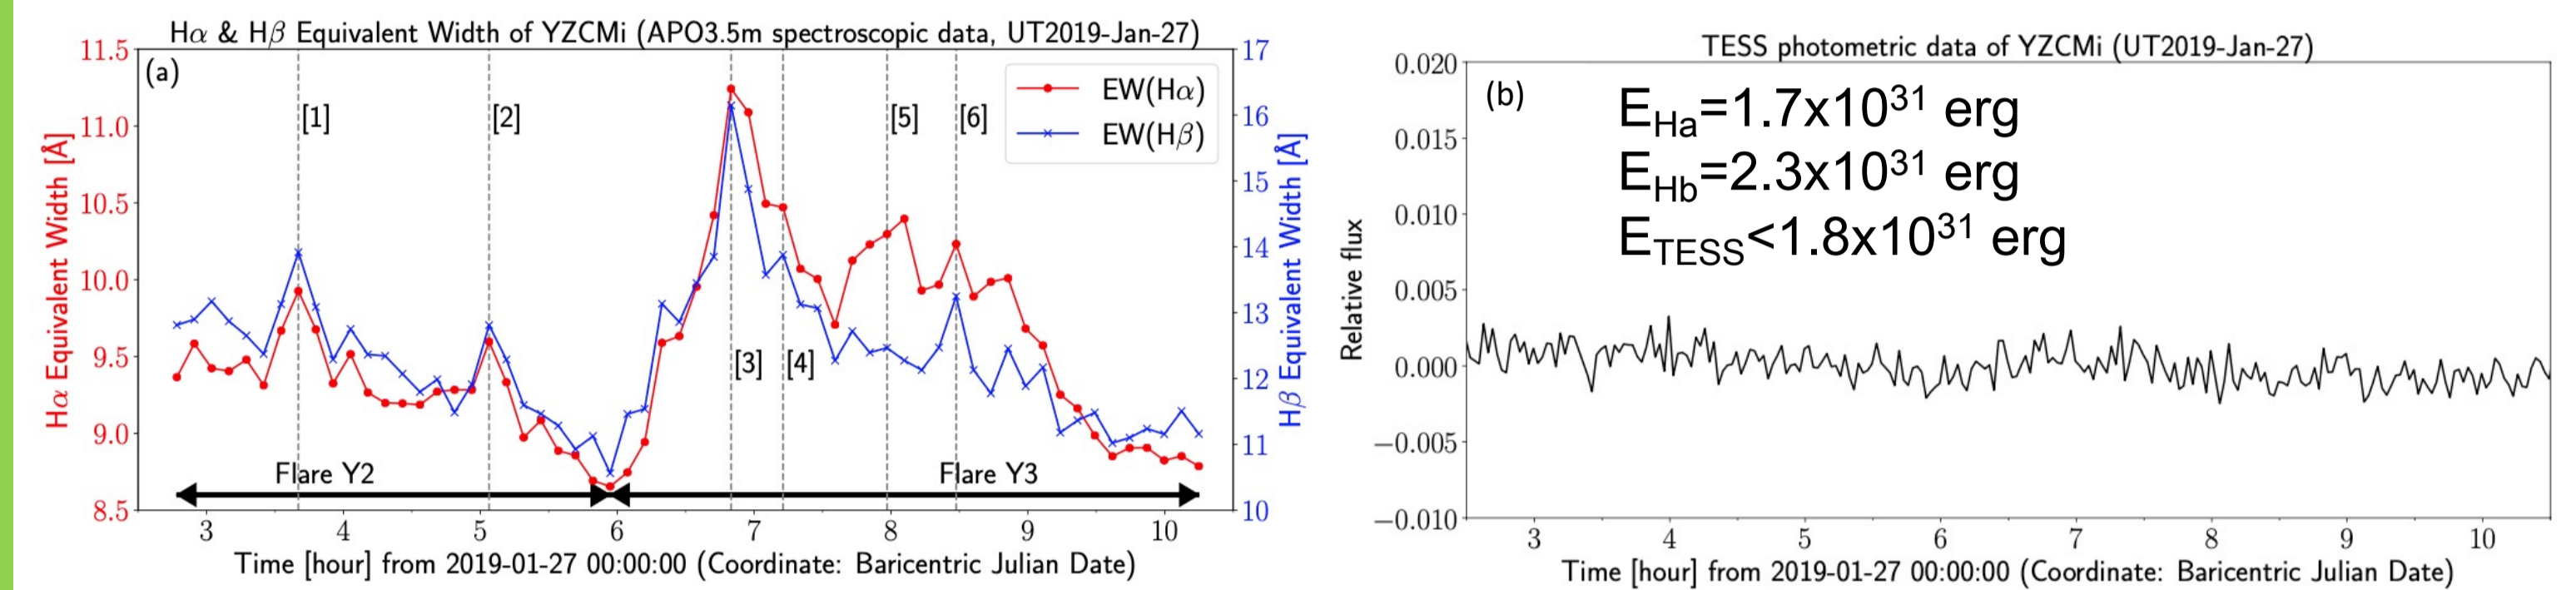 Hα & Hβ Equivalent Width of YZCMi (APO3.5m spectroscopic data, UT2019-Jan-27)
(a)
Hα Equivalent Width [Å]
11.5
11.0
10.5
10.0
9.5
9.0
8.5
[1]
[2]
[3]
[4]
[5]
[6]
EW(Hα)
EW(Hβ)
Flare Y2
Flare Y3
17
16
15
14
13
12
11
10
Hβ Equivalent Width [Å]
3 4 5 6 7 8 9 10
Time [hour] from 2019-01-27 00:00:00 (Coordinate: Baricentric Julian Date)
TESS photometric data of YZCMi (UT2019-Jan-27)
(b)
E_Ha=1.7x10³¹ erg
E_Hb=2.3x10³¹ erg
E_TESS<1.8x10³¹ erg
Relative flux
0.020
0.015
0.010
0.005
0.000
−0.005
−0.010
3 4 5 6 7 8 9 10
Time [hour] from 2019-01-27 00:00:00 (Coordinate: Baricentric Julian Date)